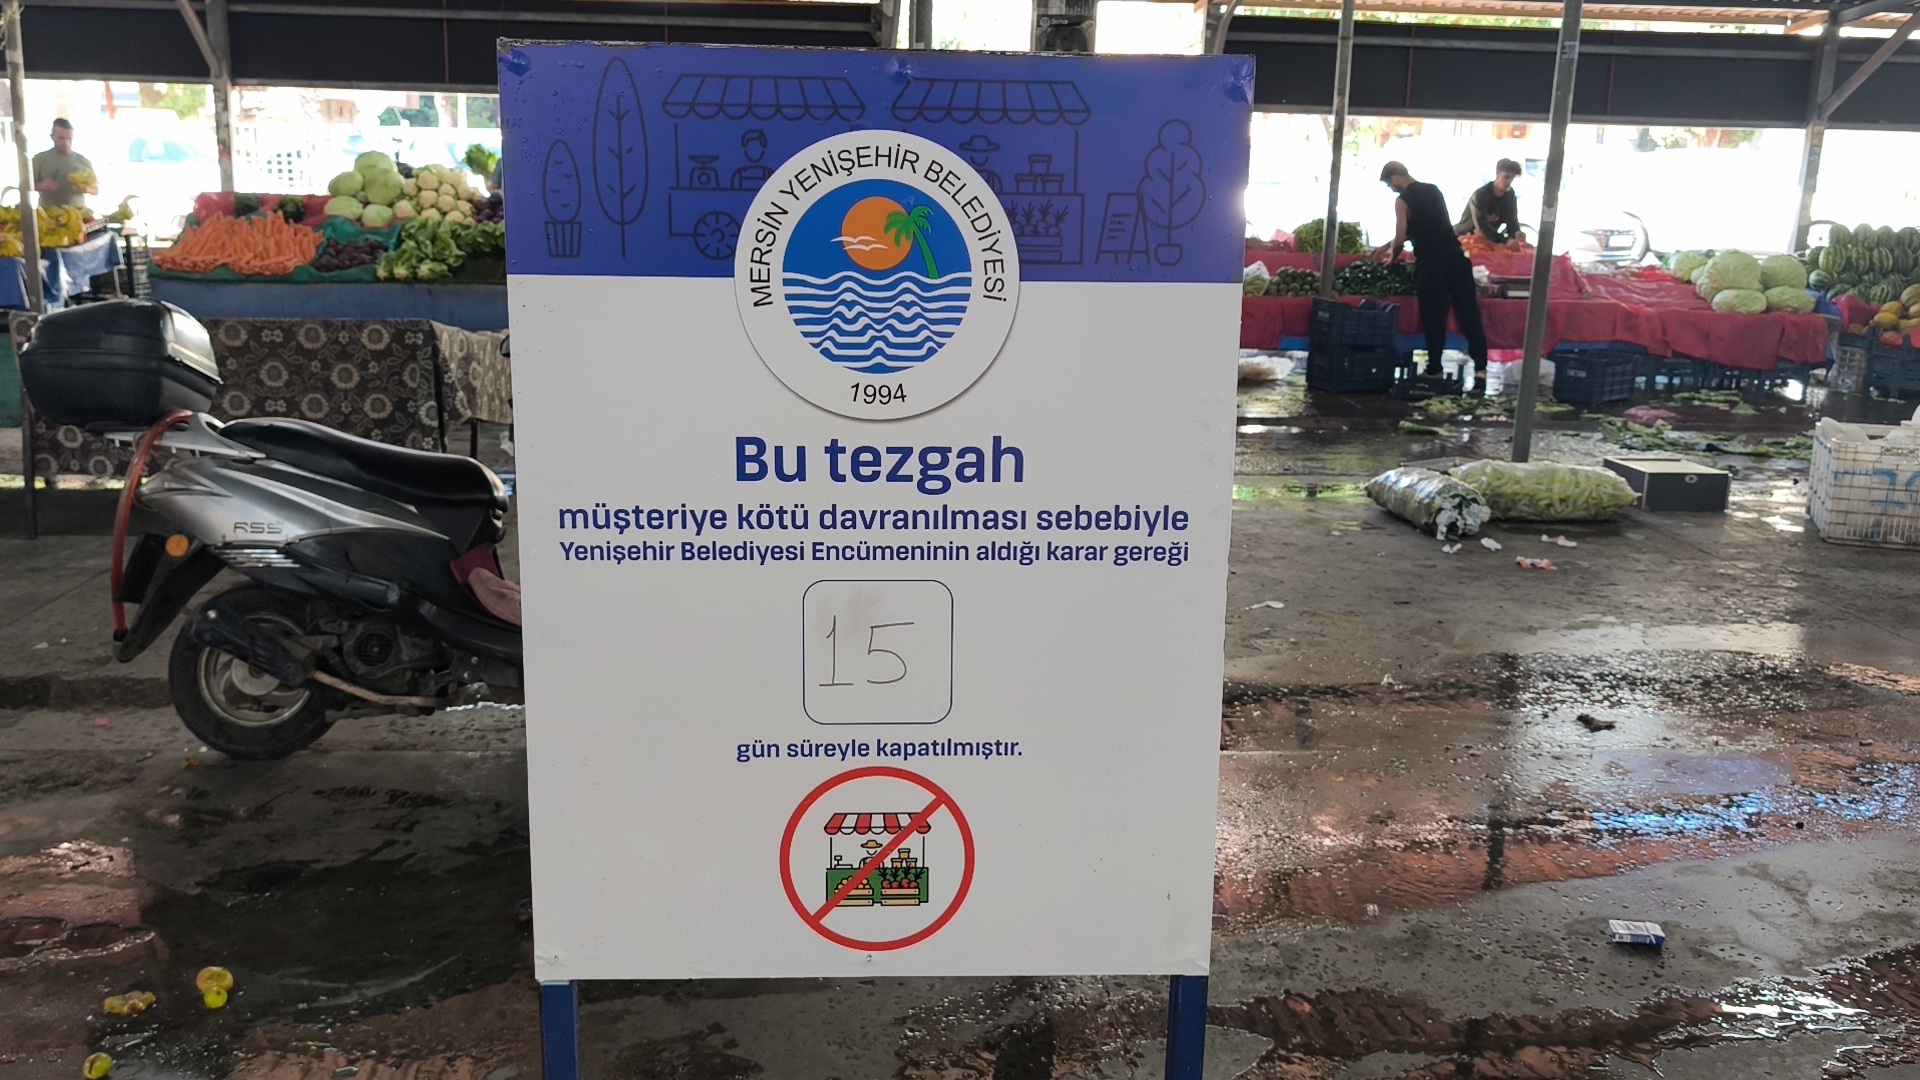 MERSİN YENİŞEHİR BELEDİYESİ
1994
Bu tezgah
müşteriye kötü davranılması sebebiyle
Yenişehir Belediyesi Encümeninin aldığı karar gereği
15
gün süreyle kapatılmıştır.
RSS